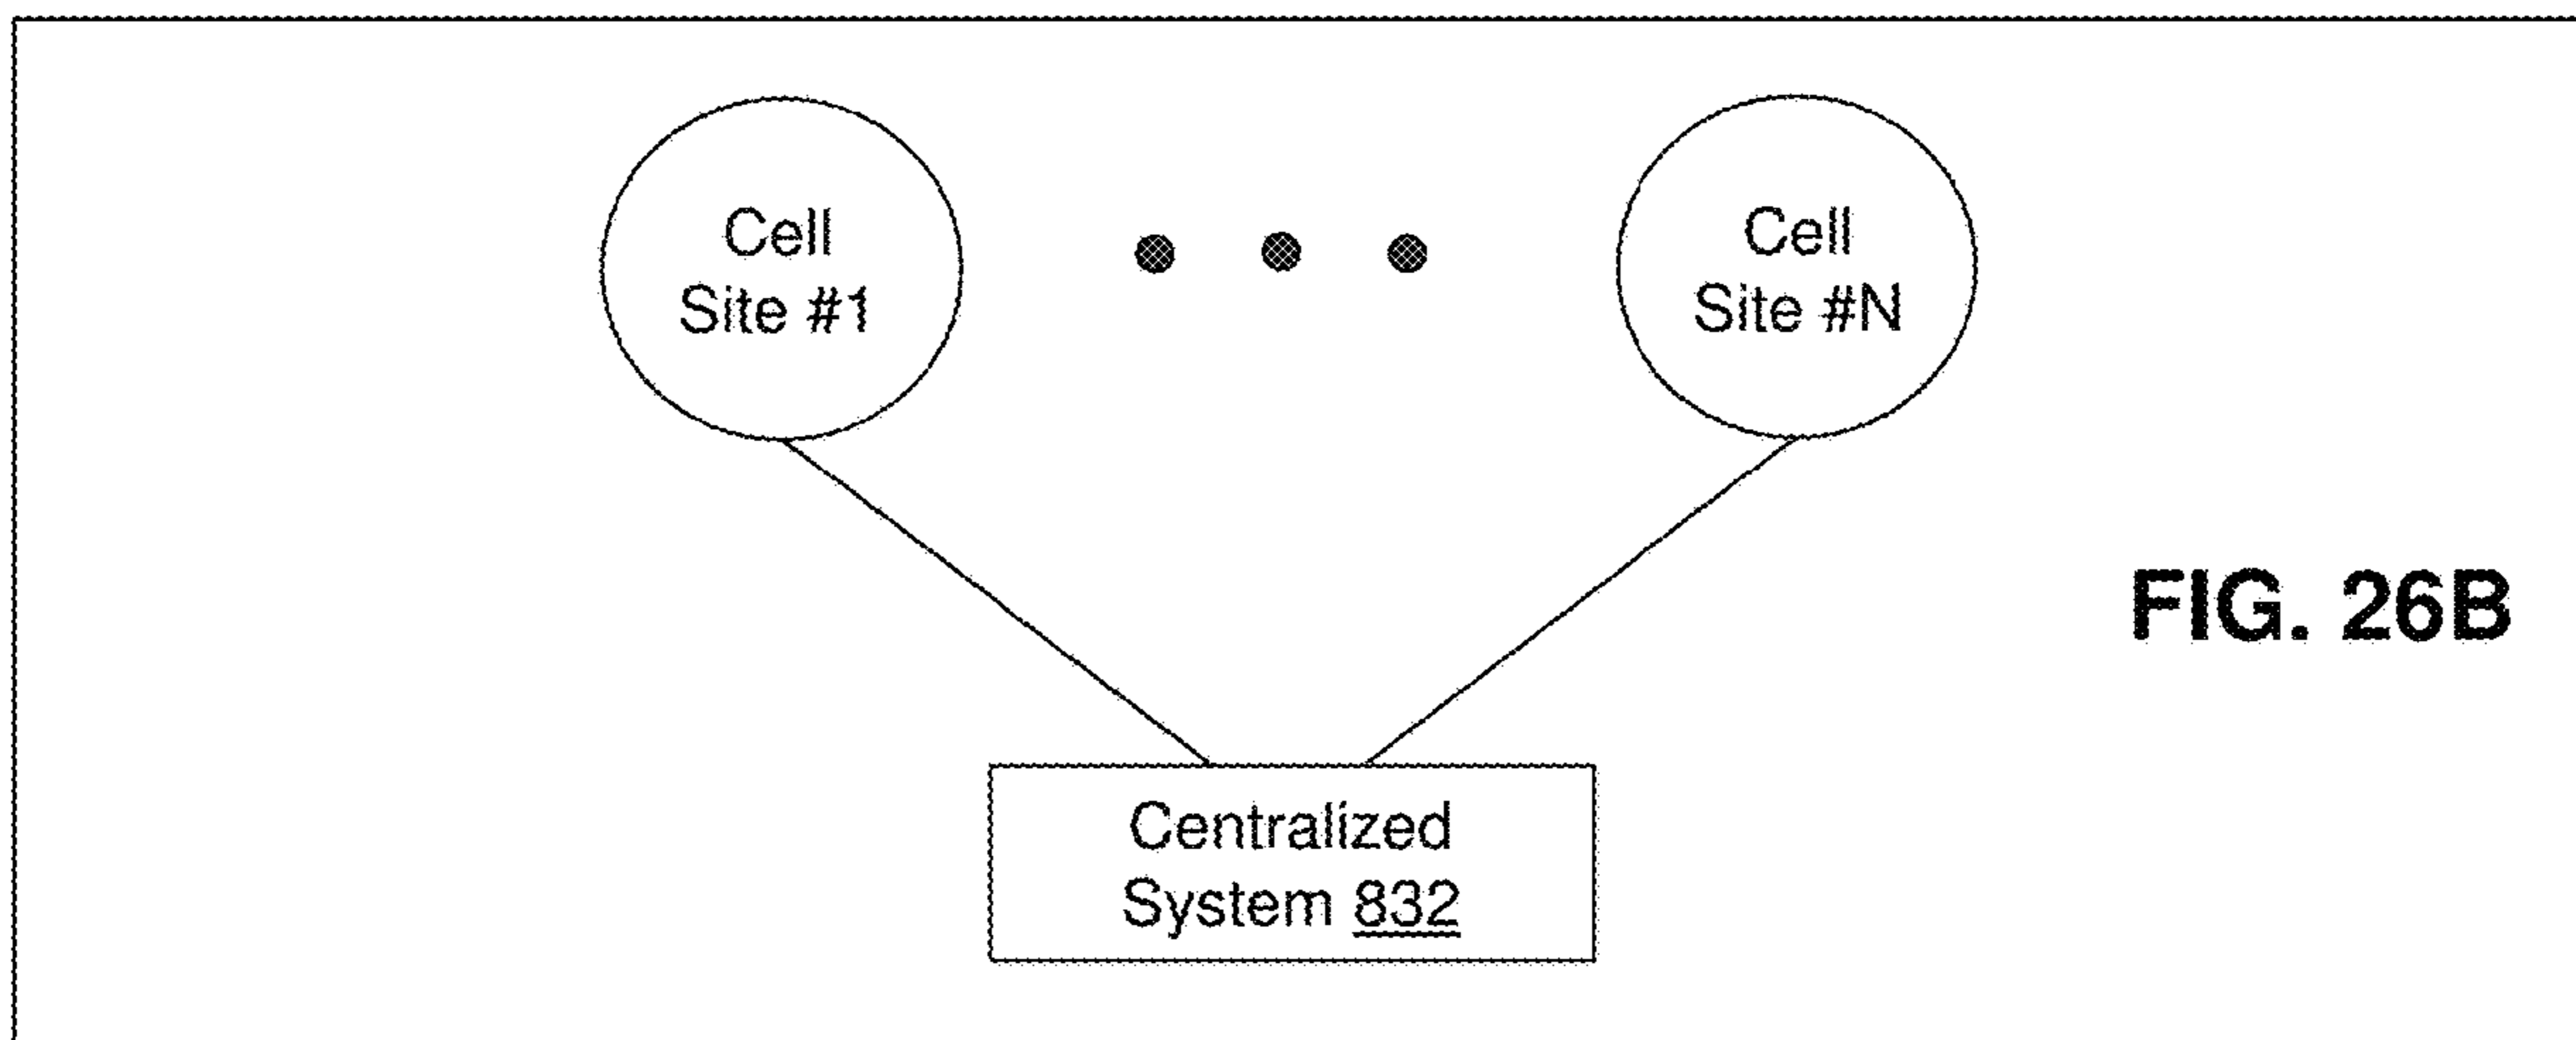 Cell
Site #1
Cell
Site #N
FIG. 26B
Centralized
System 832